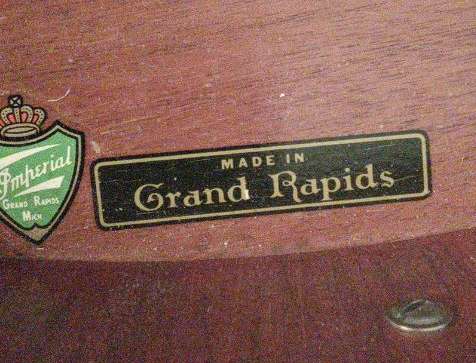 Imperial
GRAND RAPIDS
MICH.
MADE IN
Grand Rapids